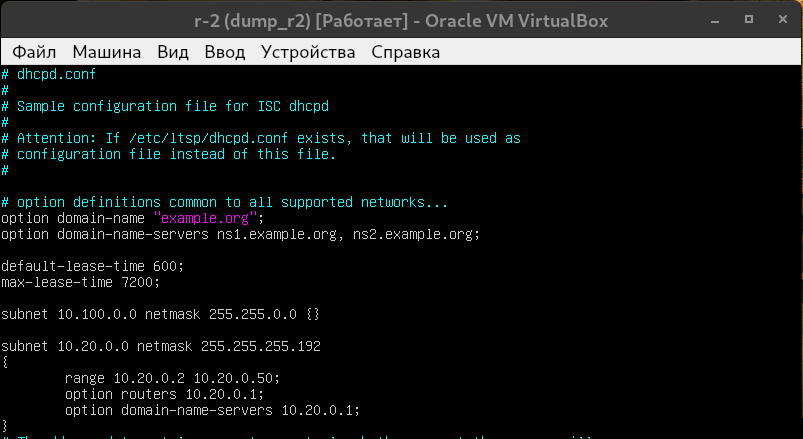 r-2 (dump_r2) [Работает] - Oracle VM VirtualBox
Файл Машина Вид Ввод Устройства Справка
# dhcpd.conf
#
# Sample configuration file for ISC dhcpd
#
# Attention: If /etc/ltsp/dhcpd.conf exists, that will be used as
# configuration file instead of this file.
#
# option definitions common to all supported networks...
option domain-name "example.org";
option domain-name-servers ns1.example.org, ns2.example.org;
default-lease-time 600;
max-lease-time 7200;
subnet 10.100.0.0 netmask 255.255.0.0 {}
subnet 10.20.0.0 netmask 255.255.255.192
{
range 10.20.0.2 10.20.0.50;
option routers 10.20.0.1;
option domain-name-servers 10.20.0.1;
}